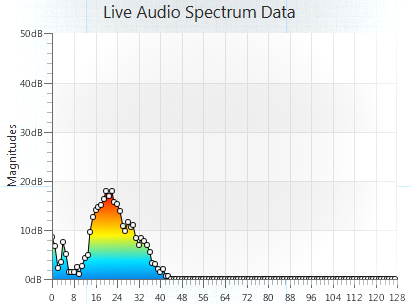 Live Audio Spectrum Data
50dB
40dB
30dB
20dB
10dB
0dB
Magnitudes
0 8 16 24 32 40 48 56 64 72 80 88 96 104 112 120